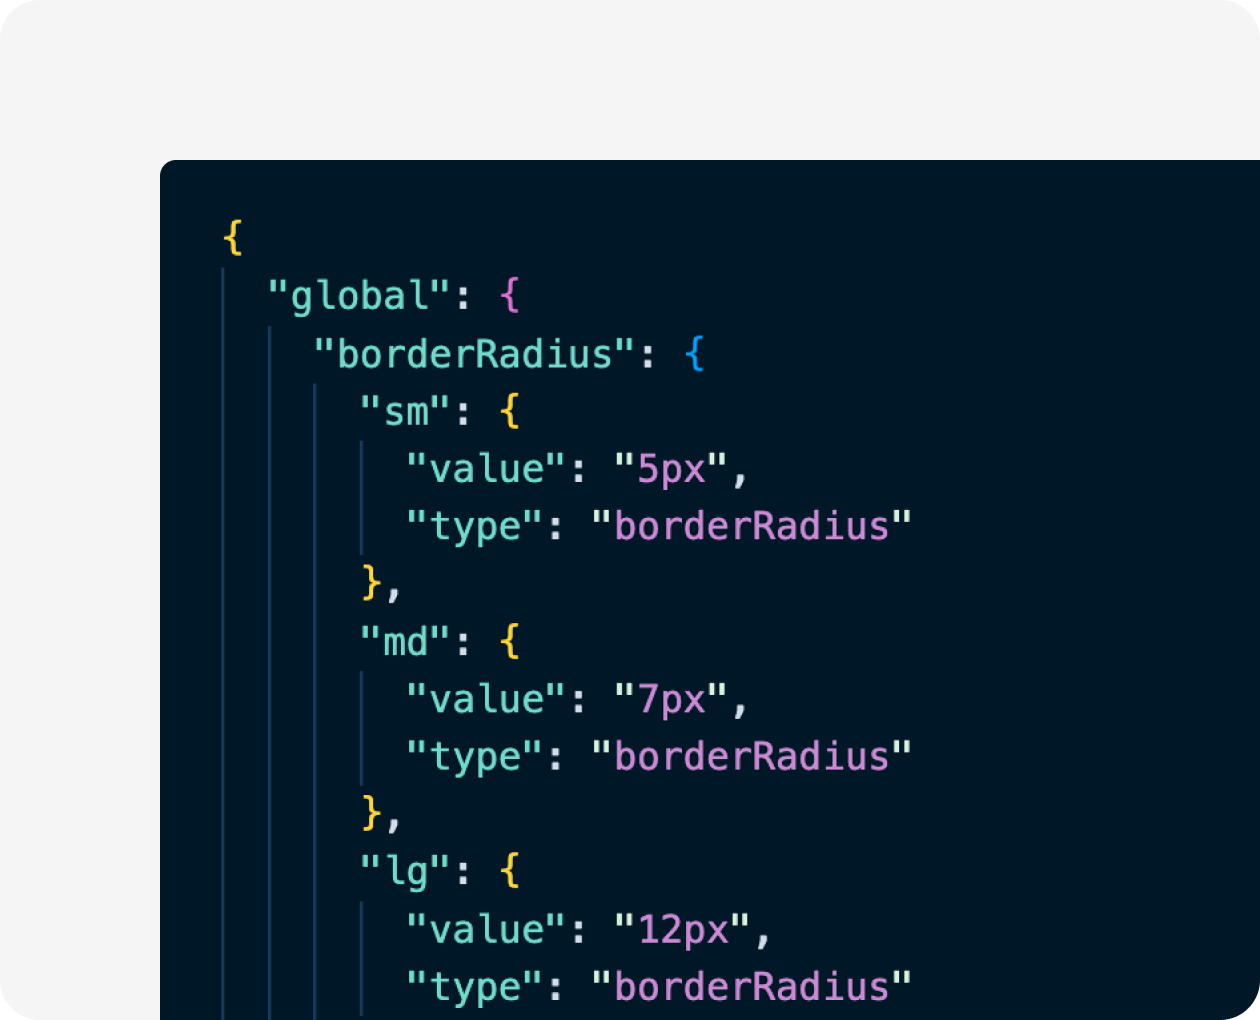 {
  "global": {
    "borderRadius": {
      "sm": {
        "value": "5px",
        "type": "borderRadius"
      },
      "md": {
        "value": "7px",
        "type": "borderRadius"
      },
      "lg": {
        "value": "12px",
        "type": "borderRadius"